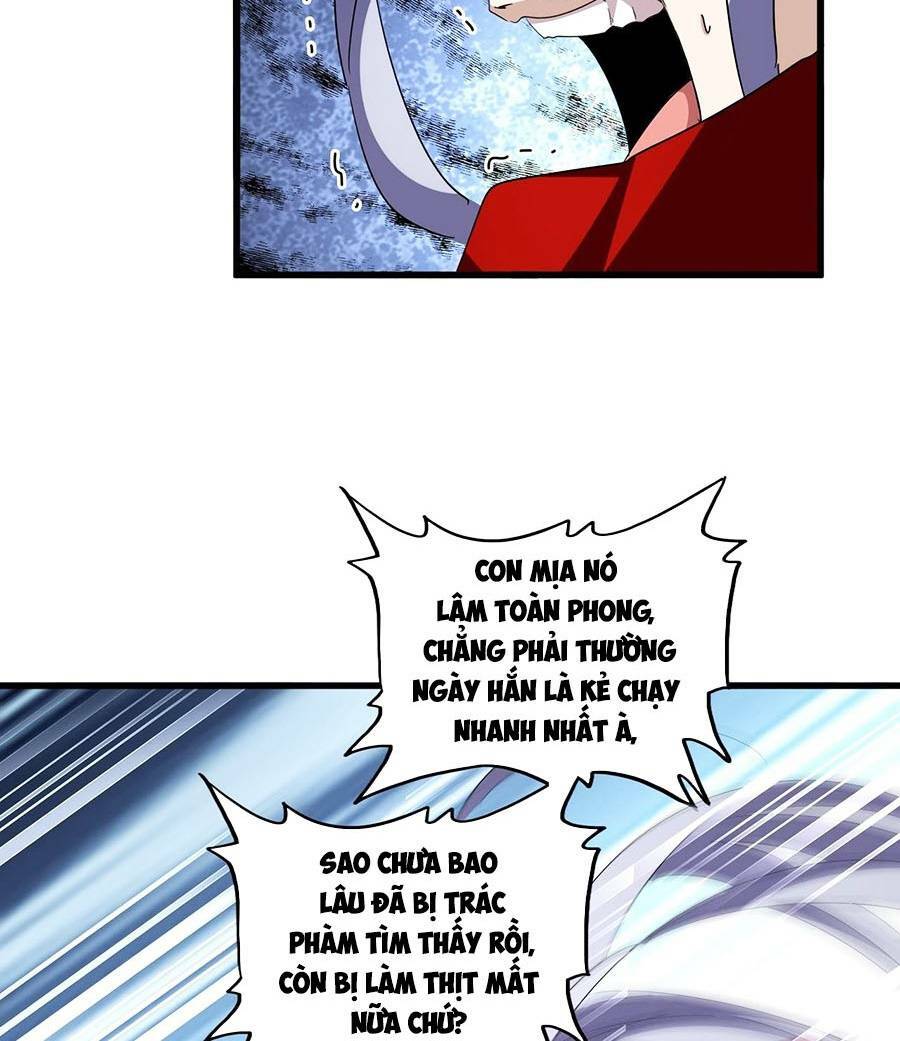 CON MỊA NÓ
LÂM TOÀN PHONG,
CHẲNG PHẢI THƯỜNG
NGÀY HẮN LÀ KẺ CHẠY
NHANH NHẤT À,
SAO CHƯA BAO
LÂU ĐÃ BỊ TRÁC
PHÀM TÌM THẤY RỒI,
CÒN BỊ LÀM THỊT MẤT
NỮA CHỨ?